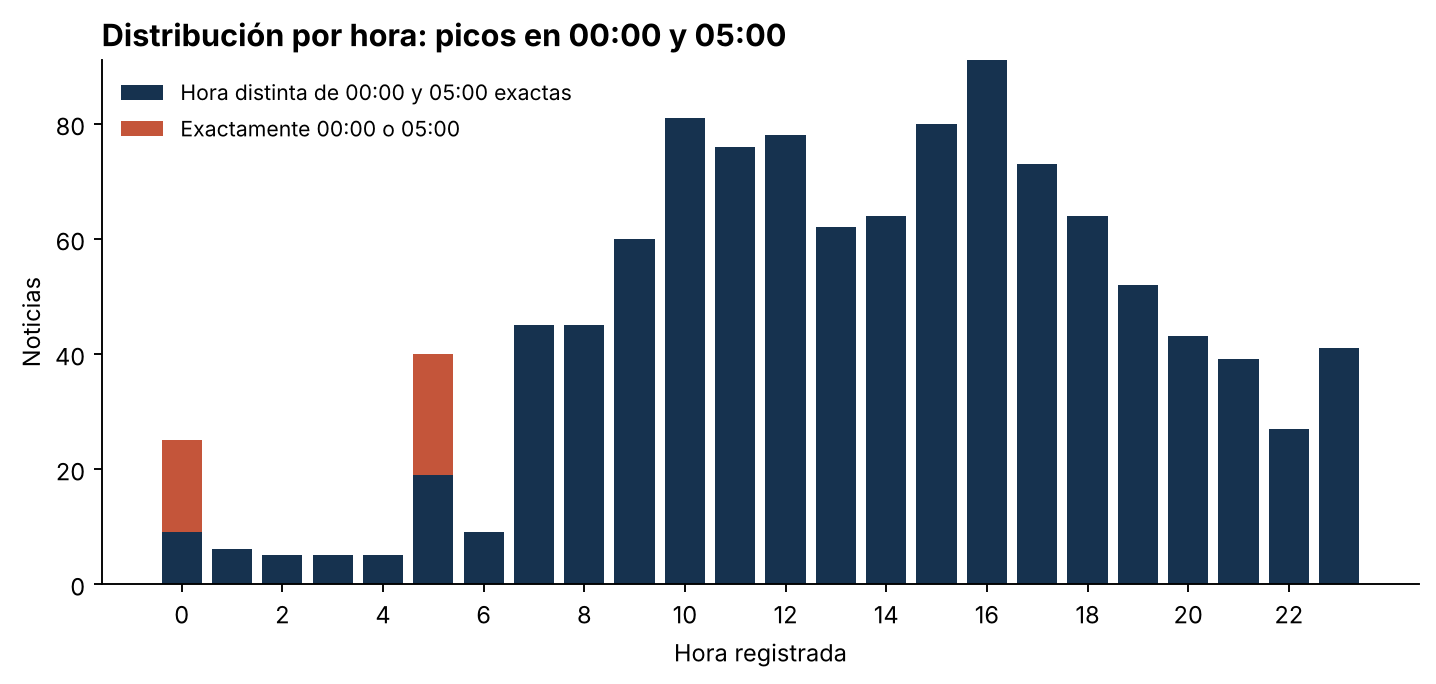 Distribución por hora: picos en 00:00 y 05:00
Hora distinta de 00:00 y 05:00 exactas
Exactamente 00:00 o 05:00
Noticias
80
60
40
20
0
0 2 4 6 8 10 12 14 16 18 20 22
Hora registrada